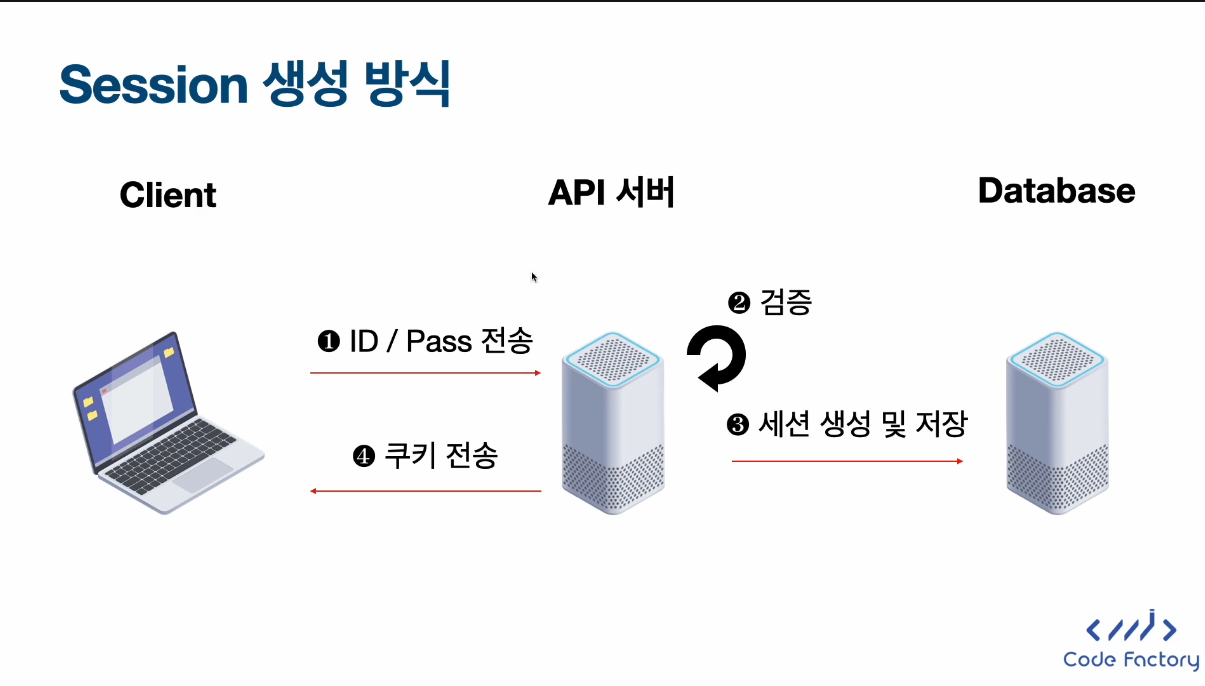 Session 생성 방식
Client
API 서버
Database
❷ 검증
❶ ID / Pass 전송
❸ 세션 생성 및 저장
❹ 쿠키 전송
Code Factory